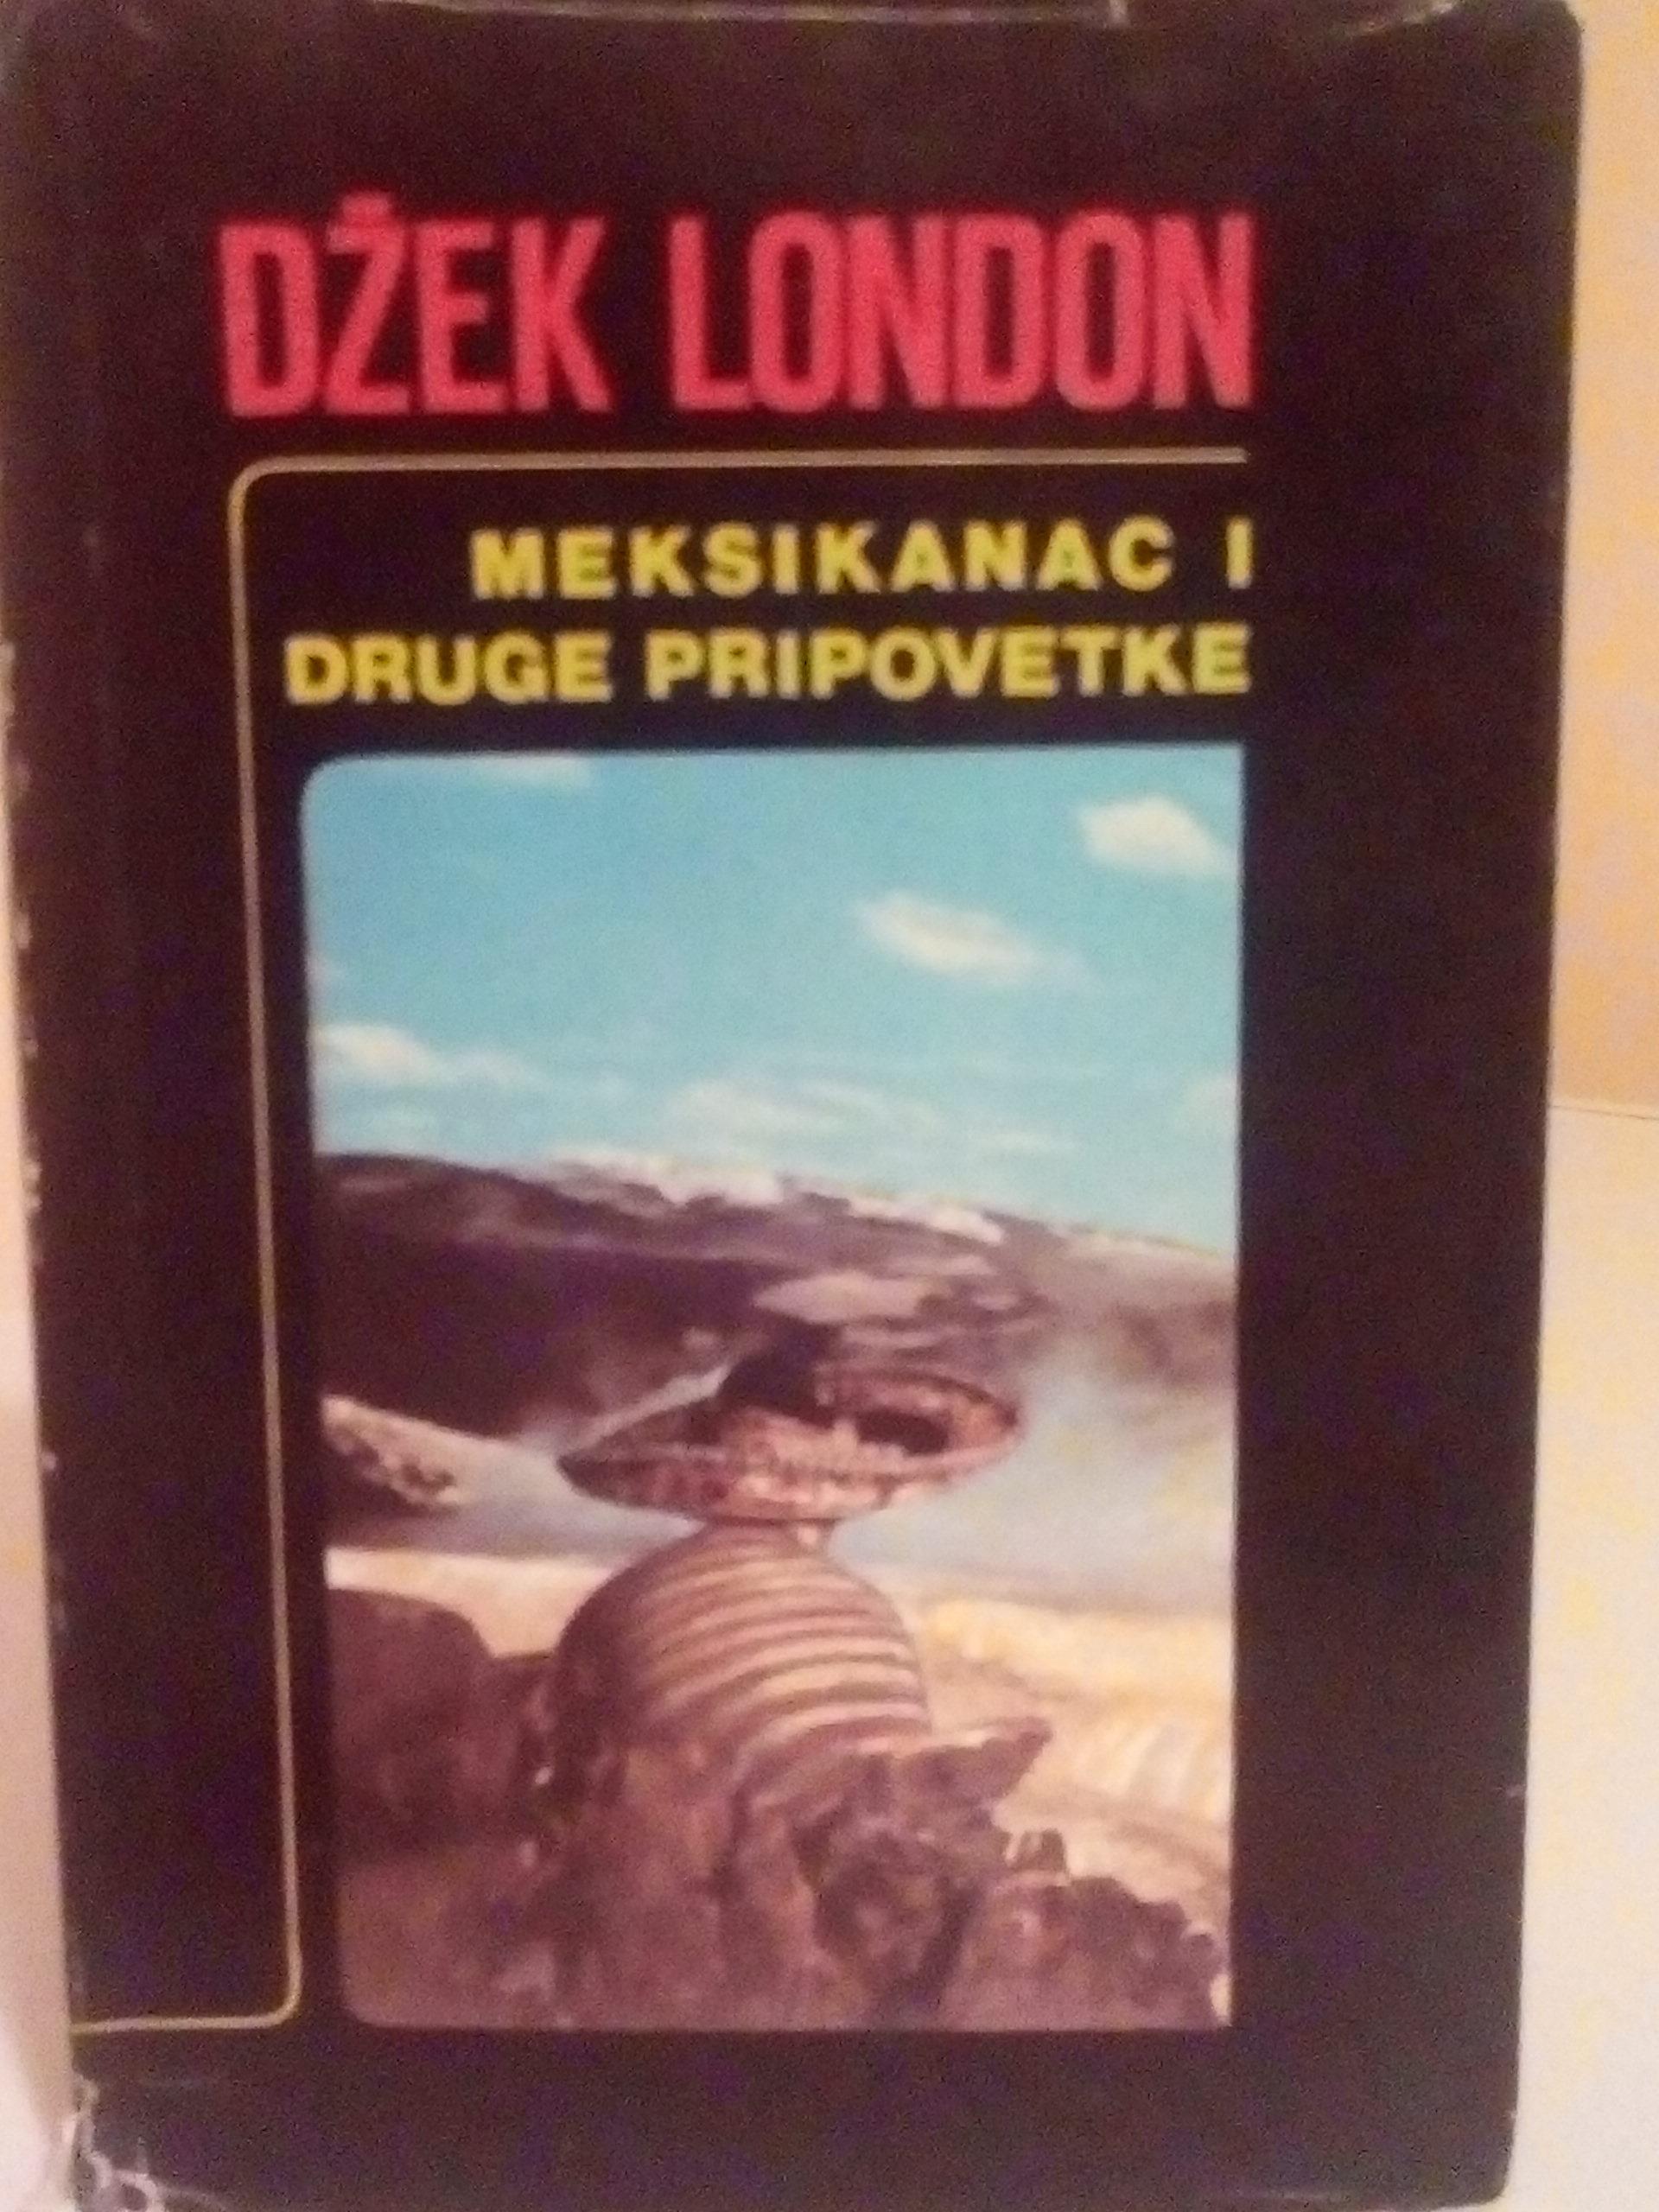 DŽEK LONDON
MEKSIKANAC I
DRUGE PRIPOVETKE